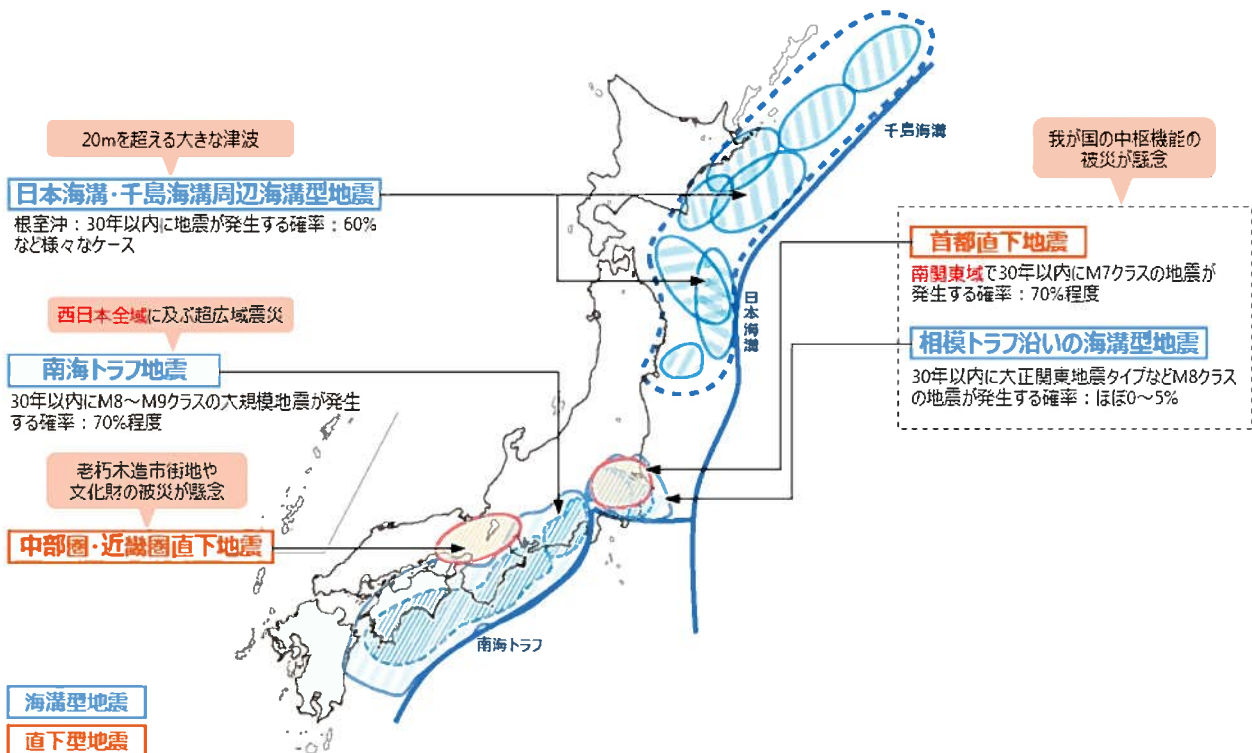 20mを超える大きな津波
日本海溝・千島海溝周辺海溝型地震
根室沖：30年以内に地震が発生する確率：60%
など様々なケース
西日本全域に及ぶ超広域震災
南海トラフ地震
30年以内にM8～M9クラスの大規模地震が発生
する確率：70%程度
老朽木造市街地や
文化財の被災が懸念
中部圏・近畿圏直下地震
海溝型地震
直下型地震
千島海溝
日本海溝
南海トラフ
我が国の中枢機能の
被災が懸念
首都直下地震
南関東域で30年以内にM7クラスの地震が
発生する確率：70%程度
相模トラフ沿いの海溝型地震
30年以内に大正関東地震タイプなどM8クラス
の地震が発生する確率：ほぼ0～5%